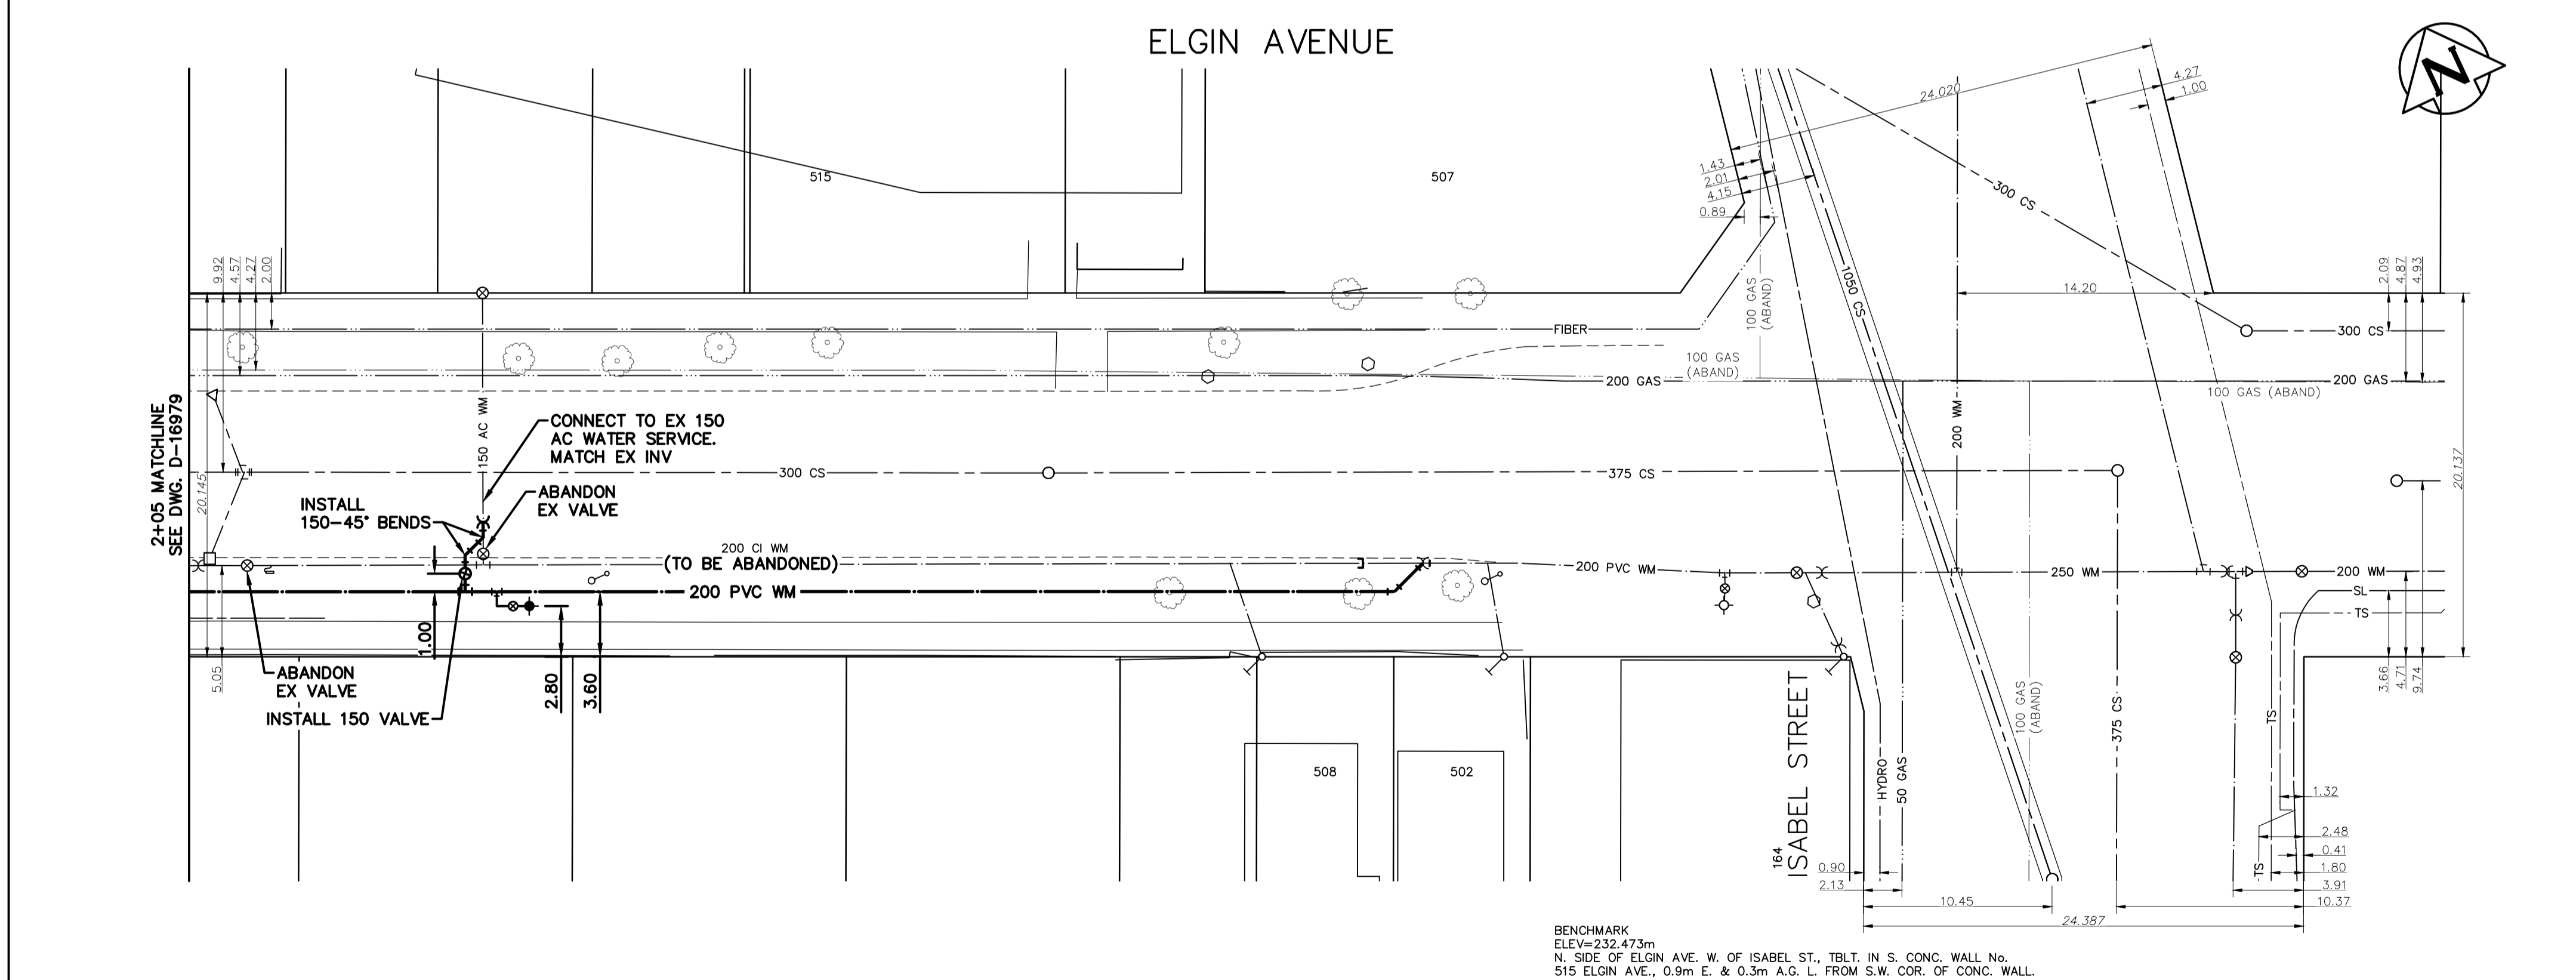 ELGIN AVENUE
N
24.020
4.27
1.00
515
507
1.43
2.01
4.15
0.89
300 CS
9.92
4.57
4.27
2.00
100 GAS
(ABAND)
1050 CS
14.20
2.09
4.87
4.93
FIBER
300 CS
100 GAS
(ABAND)
200 GAS
200 GAS
100 GAS (ABAND)
2+05 MATCHLINE
SEE DWG. D-16979
20.145
150 AC WM
CONNECT TO EX 150
AC WATER SERVICE.
MATCH EX INV
200 WM
300 CS
375 CS
20.137
ABANDON
EX VALVE
INSTALL
150-45° BENDS
200 CI WM
(TO BE ABANDONED)
200 PVC WM
250 WM
200 WM
200 PVC WM
SL
TS
1.00
5.05
ABANDON
EX VALVE
INSTALL 150 VALVE
2.80
3.60
3.66
4.71
9.74
100 GAS
(ABAND)
375 CS
TS
508
502
164
ISABEL STREET
HYDRO
50 GAS
1.32
2.48
0.41
TS
1.80
3.91
0.90
2.13
10.45
10.37
24.387
BENCHMARK
ELEV=232.473m
N. SIDE OF ELGIN AVE. W. OF ISABEL ST., TBLT. IN S. CONC. WALL No.
515 ELGIN AVE., 0.9m E. & 0.3m A.G. L. FROM S.W. COR. OF CONC. WALL.